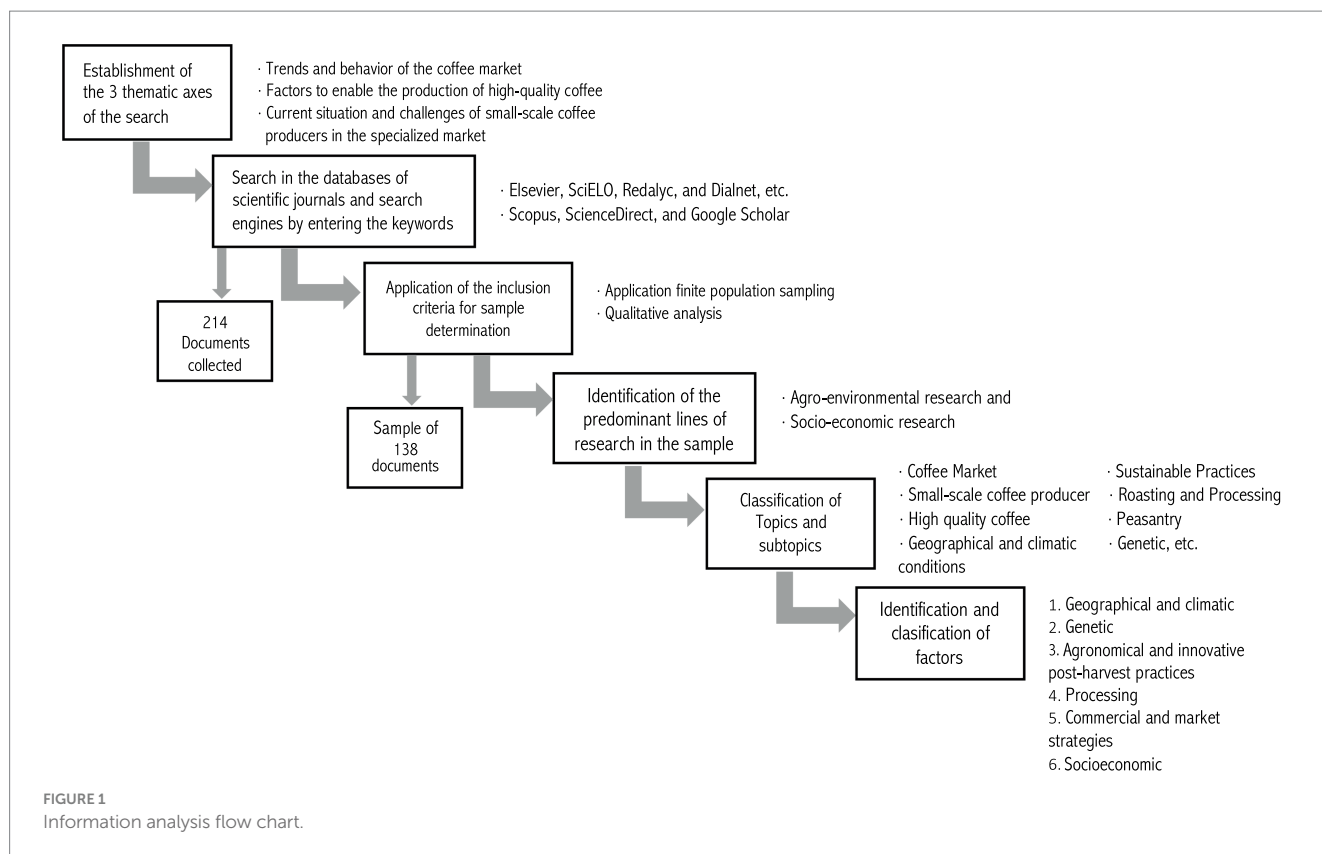 Establishment of
the 3 thematic axes
of the search
· Trends and behavior of the coffee market
· Factors to enable the production of high-quality coffee
· Current situation and challenges of small-scale coffee
producers in the specialized market
Search in the databases of
scientific journals and search
engines by entering the keywords
· Elsevier, SciELO, Redalyc, and Dialnet, etc.
· Scopus, ScienceDirect, and Google Scholar
214
Documents
collected
Application of the inclusion
criteria for sample
determination
· Application finite population sampling
· Qualitative analysis
Sample of
138
documents
Identification of the
predominant lines of
research in the sample
· Agro-environmental research and
· Socio-economic research
Classification of
Topics and
subtopics
· Coffee Market
· Small-scale coffee producer
· High quality coffee
· Geographical and climatic
conditions
· Sustainable Practices
· Roasting and Processing
· Peasantry
· Genetic, etc.
Identification and
clasification of
factors
1. Geographical and climatic
2. Genetic
3. Agronomical and innovative
post-harvest practices
4. Processing
5. Commercial and market
strategies
6. Socioeconomic
FIGURE 1
Information analysis flow chart.